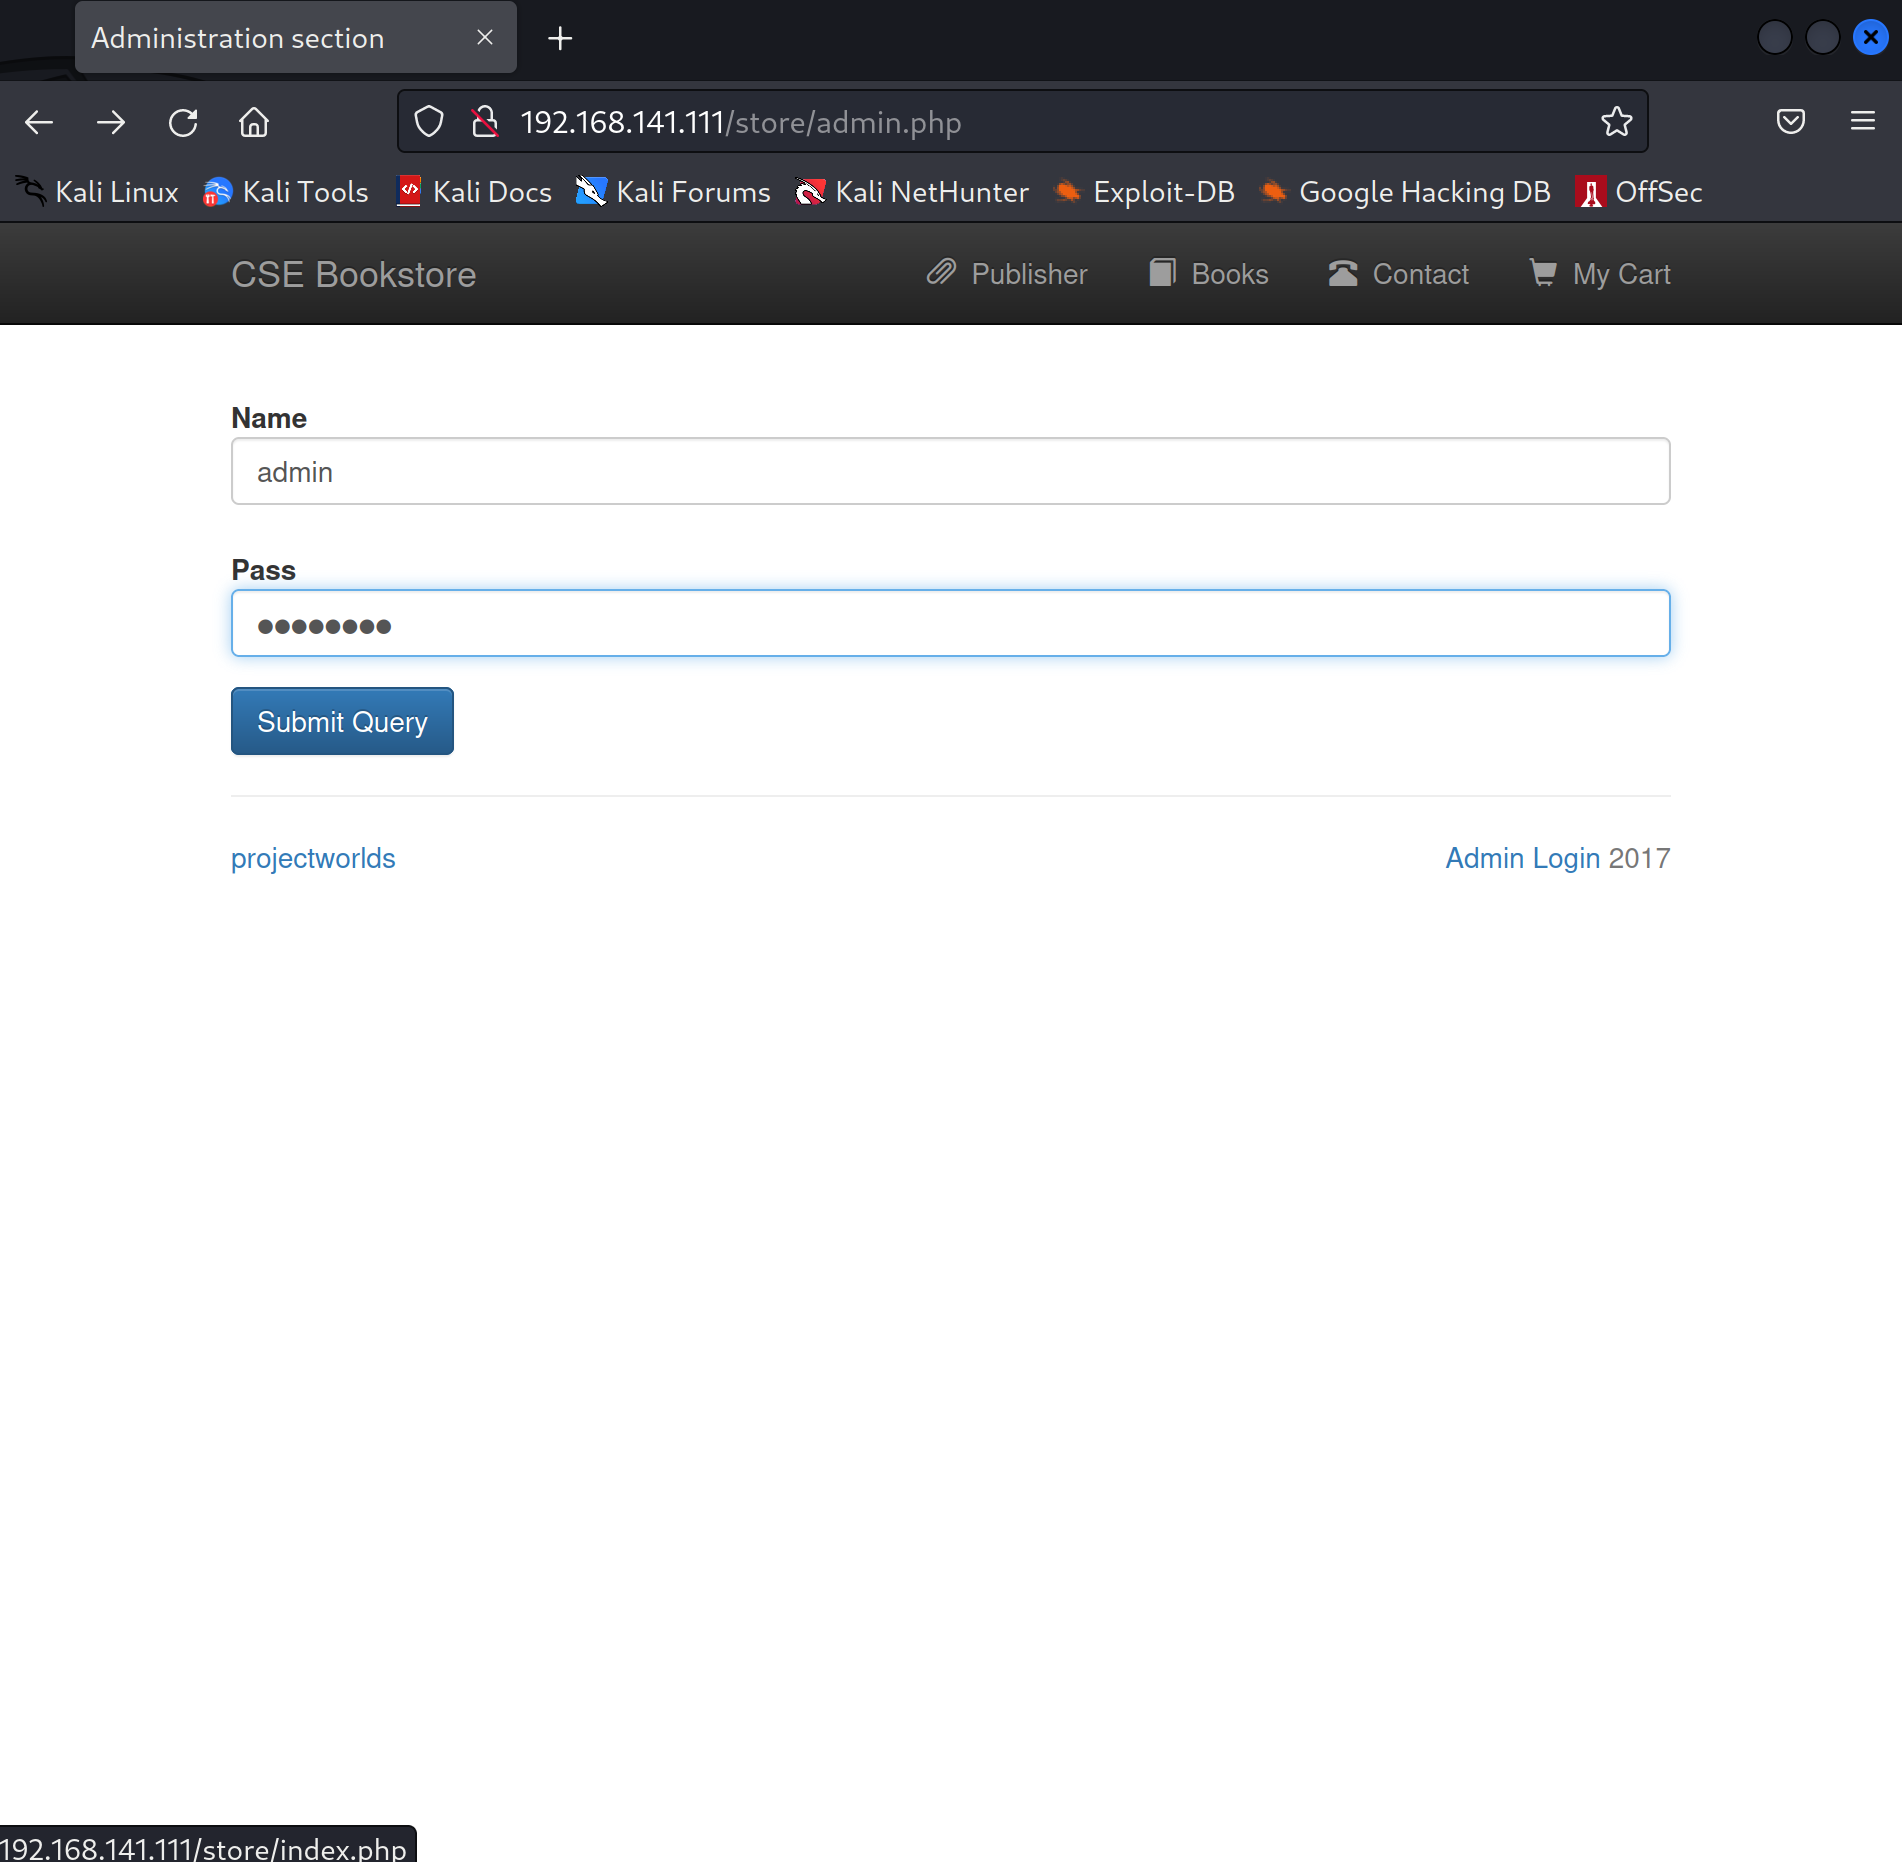 Administration section
192.168.141.111/store/admin.php
Kali Linux Kali Tools Kali Docs Kali Forums Kali NetHunter Exploit-DB Google Hacking DB OffSec
CSE Bookstore Publisher Books Contact My Cart
Name
admin
Pass
Submit Query
projectworlds Admin Login 2017
192.168.141.111/store/index.php